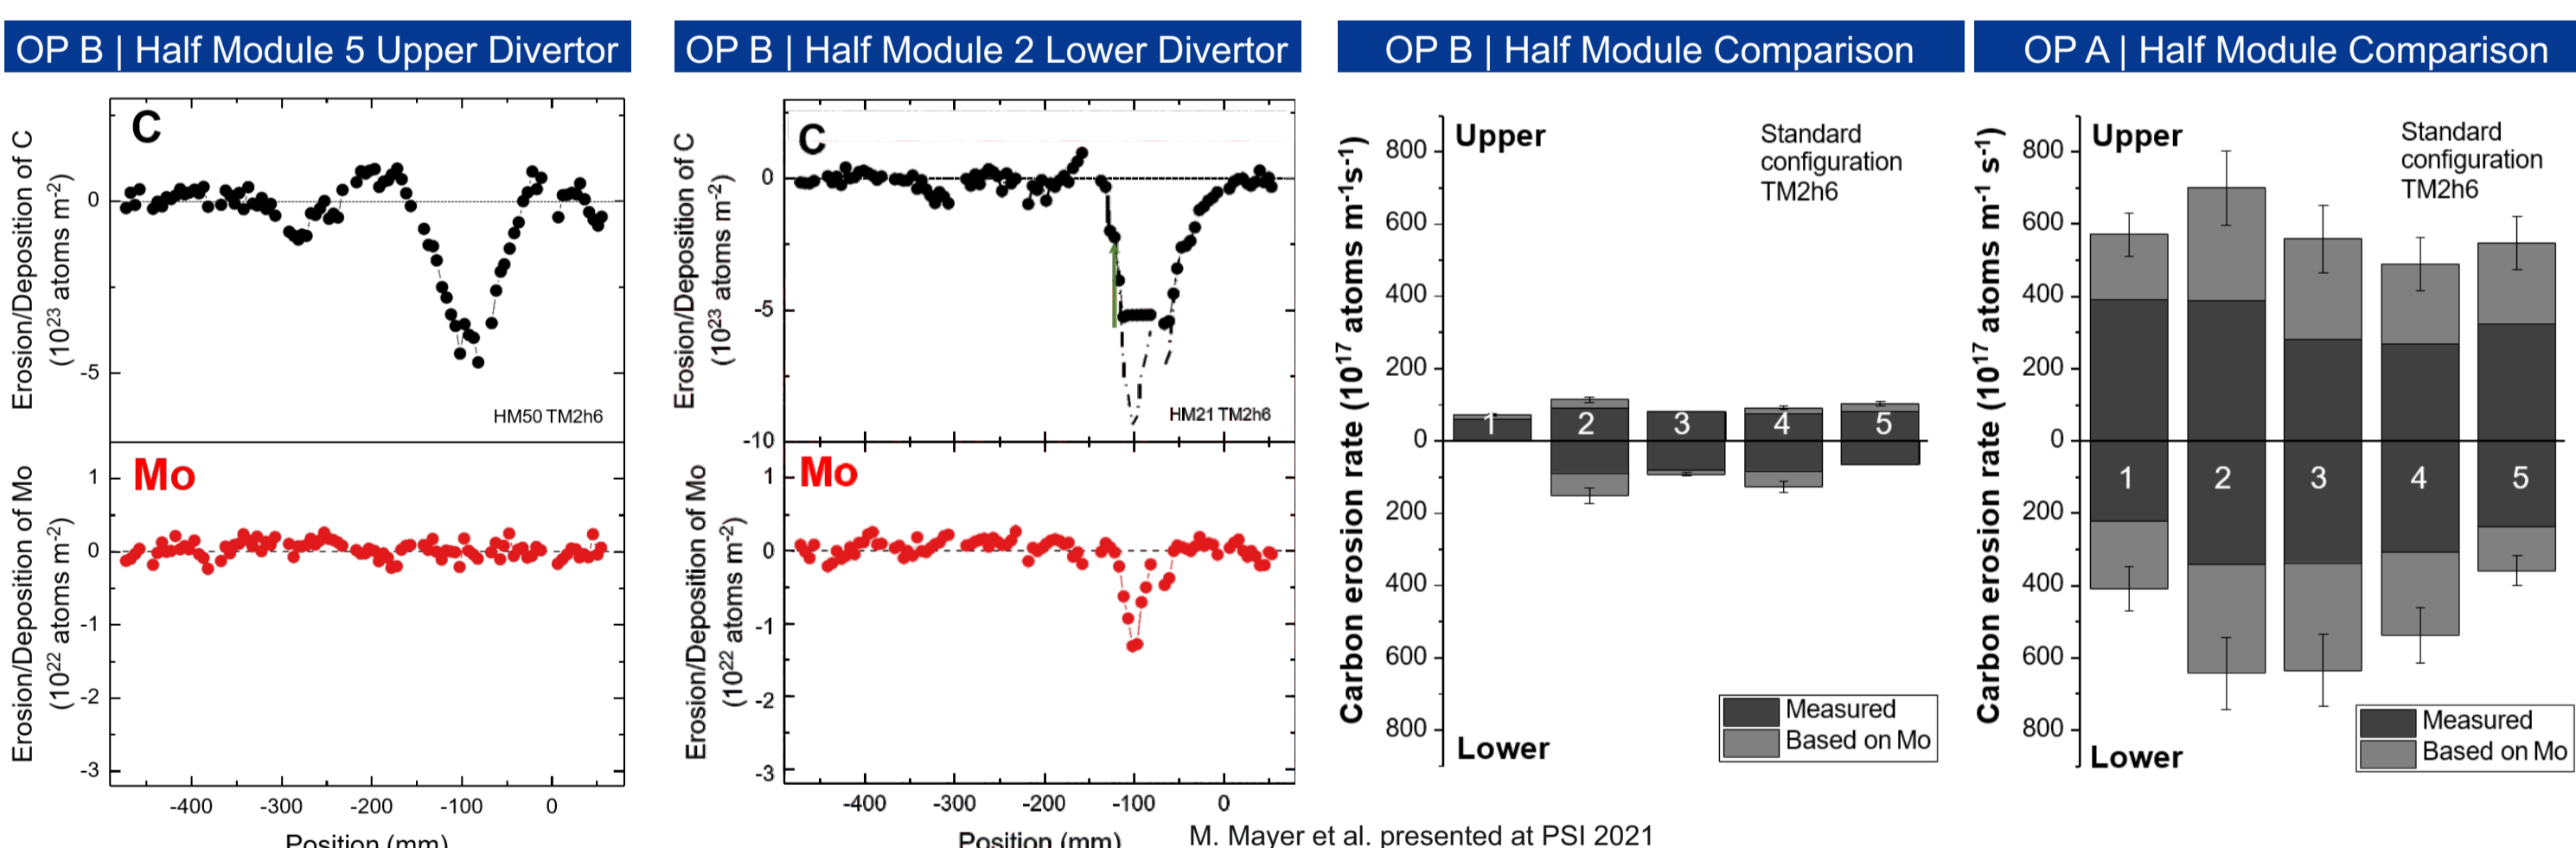 OP B | Half Module 5 Upper Divertor
OP B | Half Module 2 Lower Divertor
OP B | Half Module Comparison
OP A | Half Module Comparison
C
Erosion/Deposition of C
(10²³ atoms m⁻²)
0
-5
HM50 TM2h6
Mo
Erosion/Deposition of Mo
(10²² atoms m⁻²)
1
0
-1
-2
-3
-400 -300 -200 -100 0
Position (mm)
C
Erosion/Deposition of C
(10²³ atoms m⁻²)
0
-5
-10
HM21 TM2h6
Mo
Erosion/Deposition of Mo
(10²² atoms m⁻²)
1
0
-1
-2
-3
-400 -300 -200 -100 0
Position (mm)
Carbon erosion rate (10¹⁷ atoms m⁻¹s⁻¹)
Upper
Standard
configuration
TM2h6
800
600
400
200
0
200
400
600
800
1 2 3 4 5
Measured
Based on Mo
Lower
Carbon erosion rate (10¹⁷ atoms m⁻¹ s⁻¹)
Upper
Standard
configuration
TM2h6
800
600
400
200
0
200
400
600
800
1 2 3 4 5
Measured
Based on Mo
Lower
M. Mayer et al. presented at PSI 2021